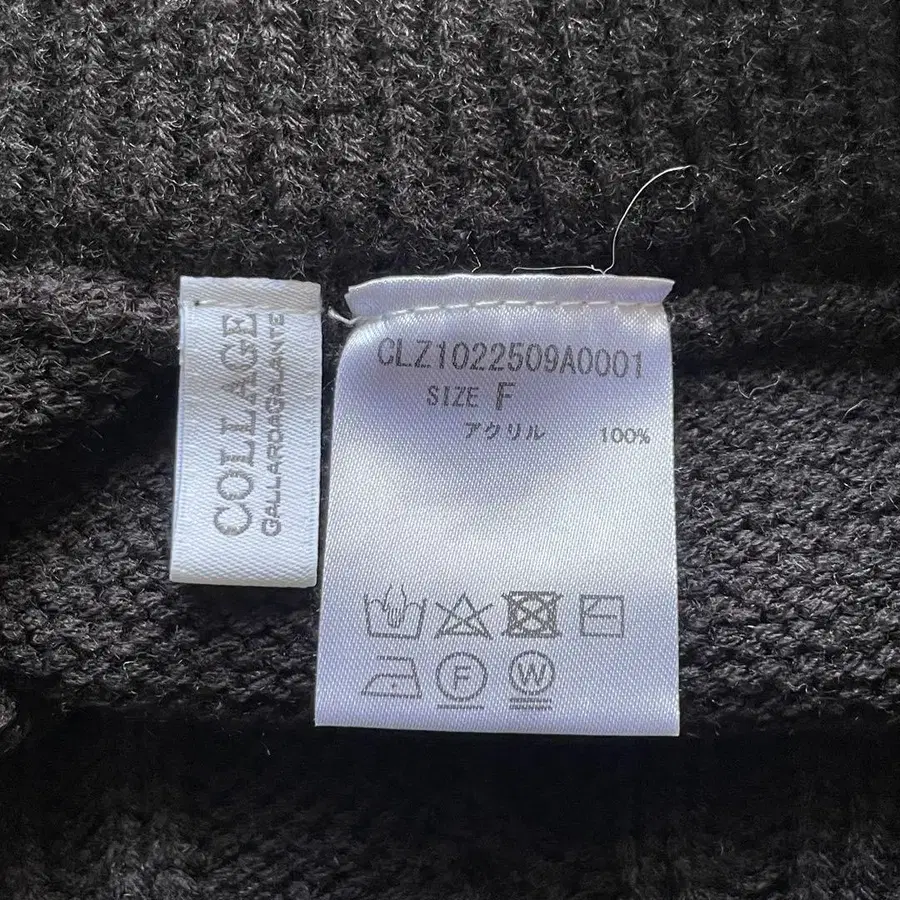 COLLAGE
GALLARDAGALANTE
CLZ1022509A0001
SIZE F
アクリル 100%
F W